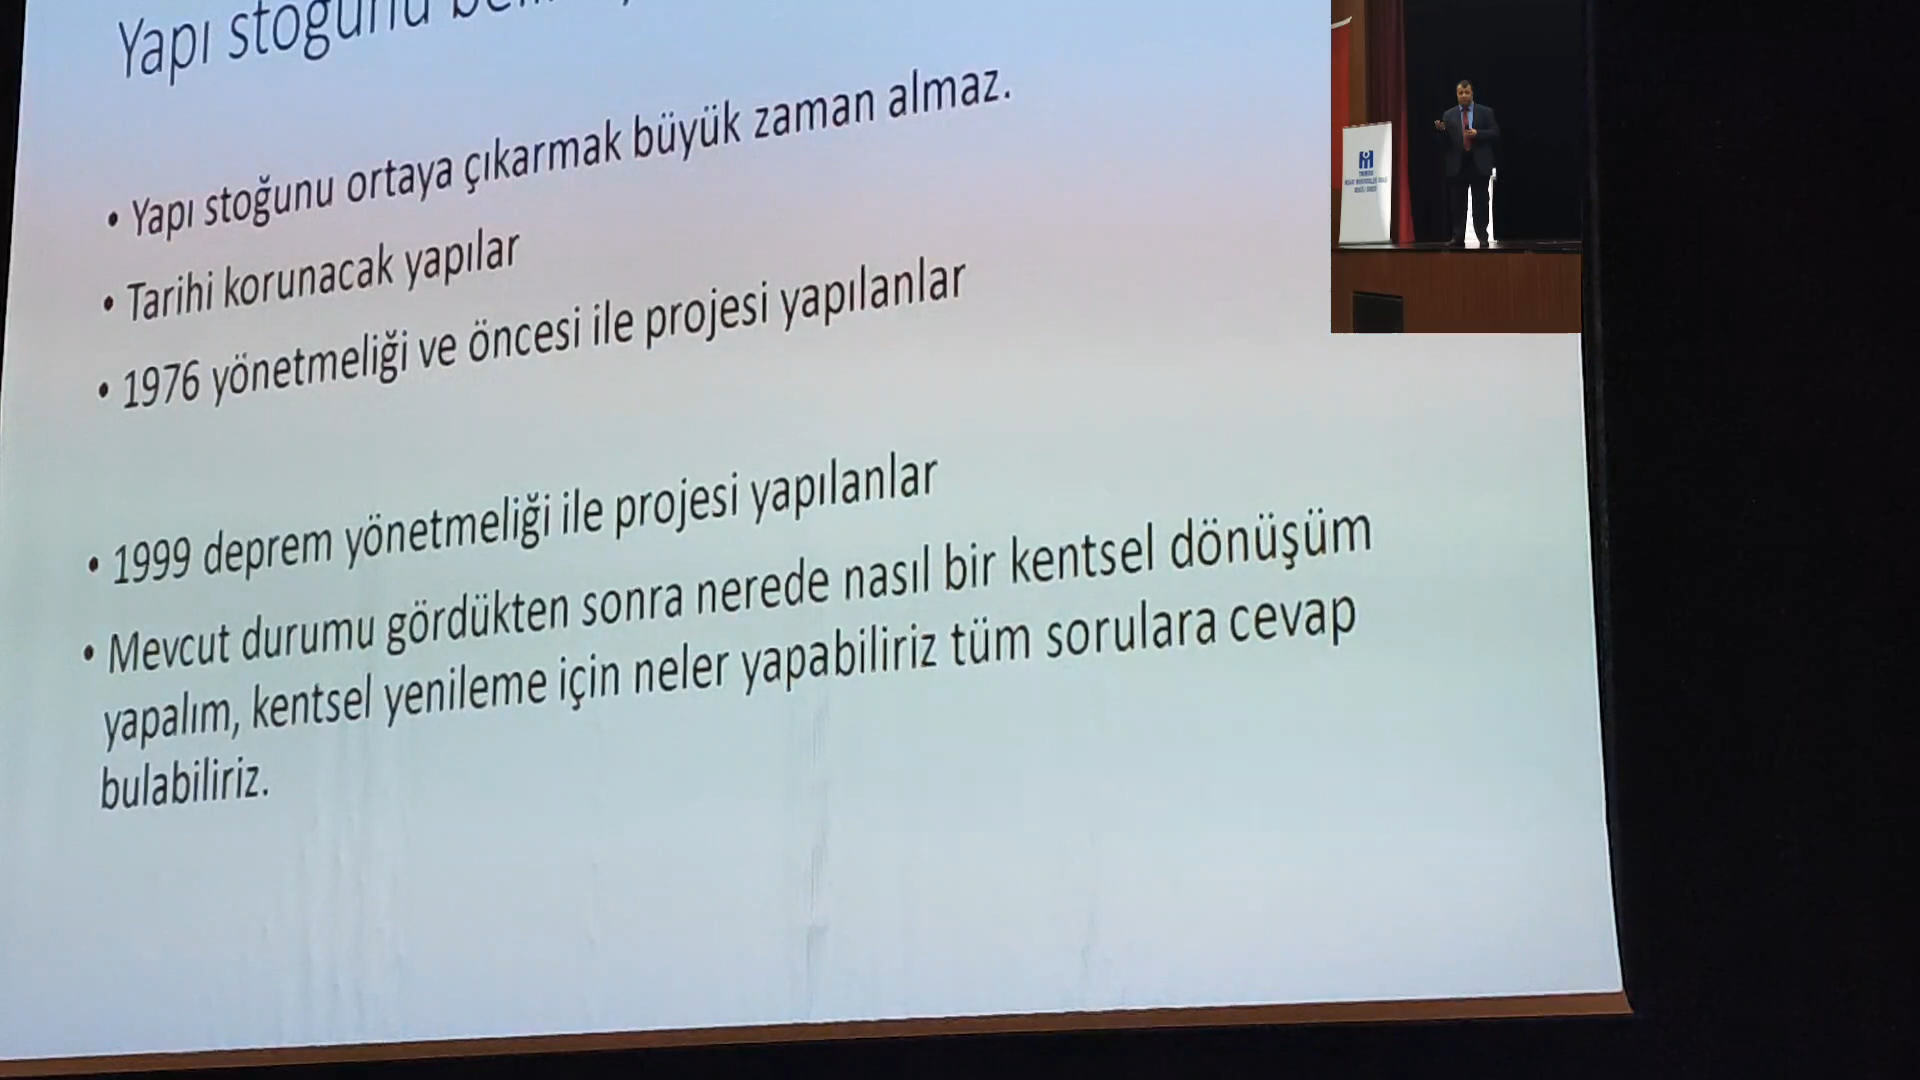 Yapı stoğunu
• Yapı stoğunu ortaya çıkarmak büyük zaman almaz.
• Tarihi korunacak yapılar
• 1976 yönetmeliği ve öncesi ile projesi yapılanlar
• 1999 deprem yönetmeliği ile projesi yapılanlar
• Mevcut durumu gördükten sonra nerede nasıl bir kentsel dönüşüm
yapalım, kentsel yenileme için neler yapabiliriz tüm sorulara cevap
bulabiliriz.